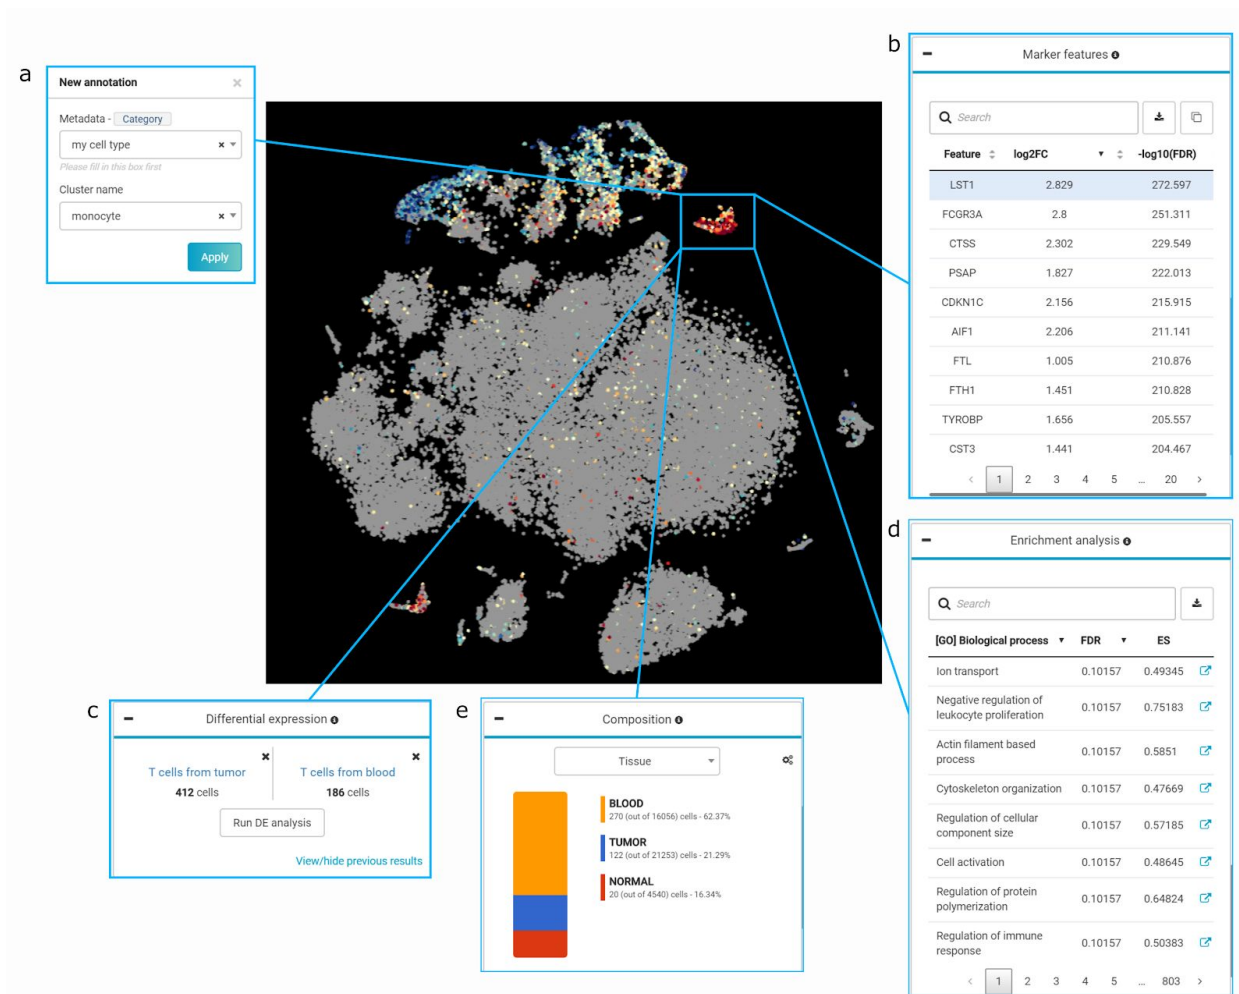 a
New annotation
Metadata - Category
my cell type
Please fill in this box first
Cluster name
monocyte
Apply
b
Marker features
Search
Feature log2FC -log10(FDR)
LST1 2.829 272.597
FCGR3A 2.8 251.311
CTSS 2.302 229.549
PSAP 1.827 222.013
CDKN1C 2.156 215.915
AIF1 2.206 211.141
FTL 1.005 210.876
FTH1 1.451 210.828
TYROBP 1.656 205.557
CST3 1.441 204.467
< 1 2 3 4 5 ... 20 >
c
Differential expression
T cells from tumor T cells from blood
412 cells 186 cells
Run DE analysis
View/hide previous results
e
Composition
Tissue
BLOOD
270 (out of 16056) cells - 62.37%
TUMOR
122 (out of 21253) cells - 21.29%
NORMAL
20 (out of 4540) cells - 16.34%
d
Enrichment analysis
Search
[GO] Biological process FDR ES
Ion transport 0.10157 0.49345
Negative regulation of
leukocyte proliferation 0.10157 0.75183
Actin filament based
process 0.10157 0.5851
Cytoskeleton organization 0.10157 0.47669
Regulation of cellular
component size 0.10157 0.57185
Cell activation 0.10157 0.48645
Regulation of protein
polymerization 0.10157 0.64824
Regulation of immune
response 0.10157 0.50383
< 1 2 3 4 5 ... 803 >